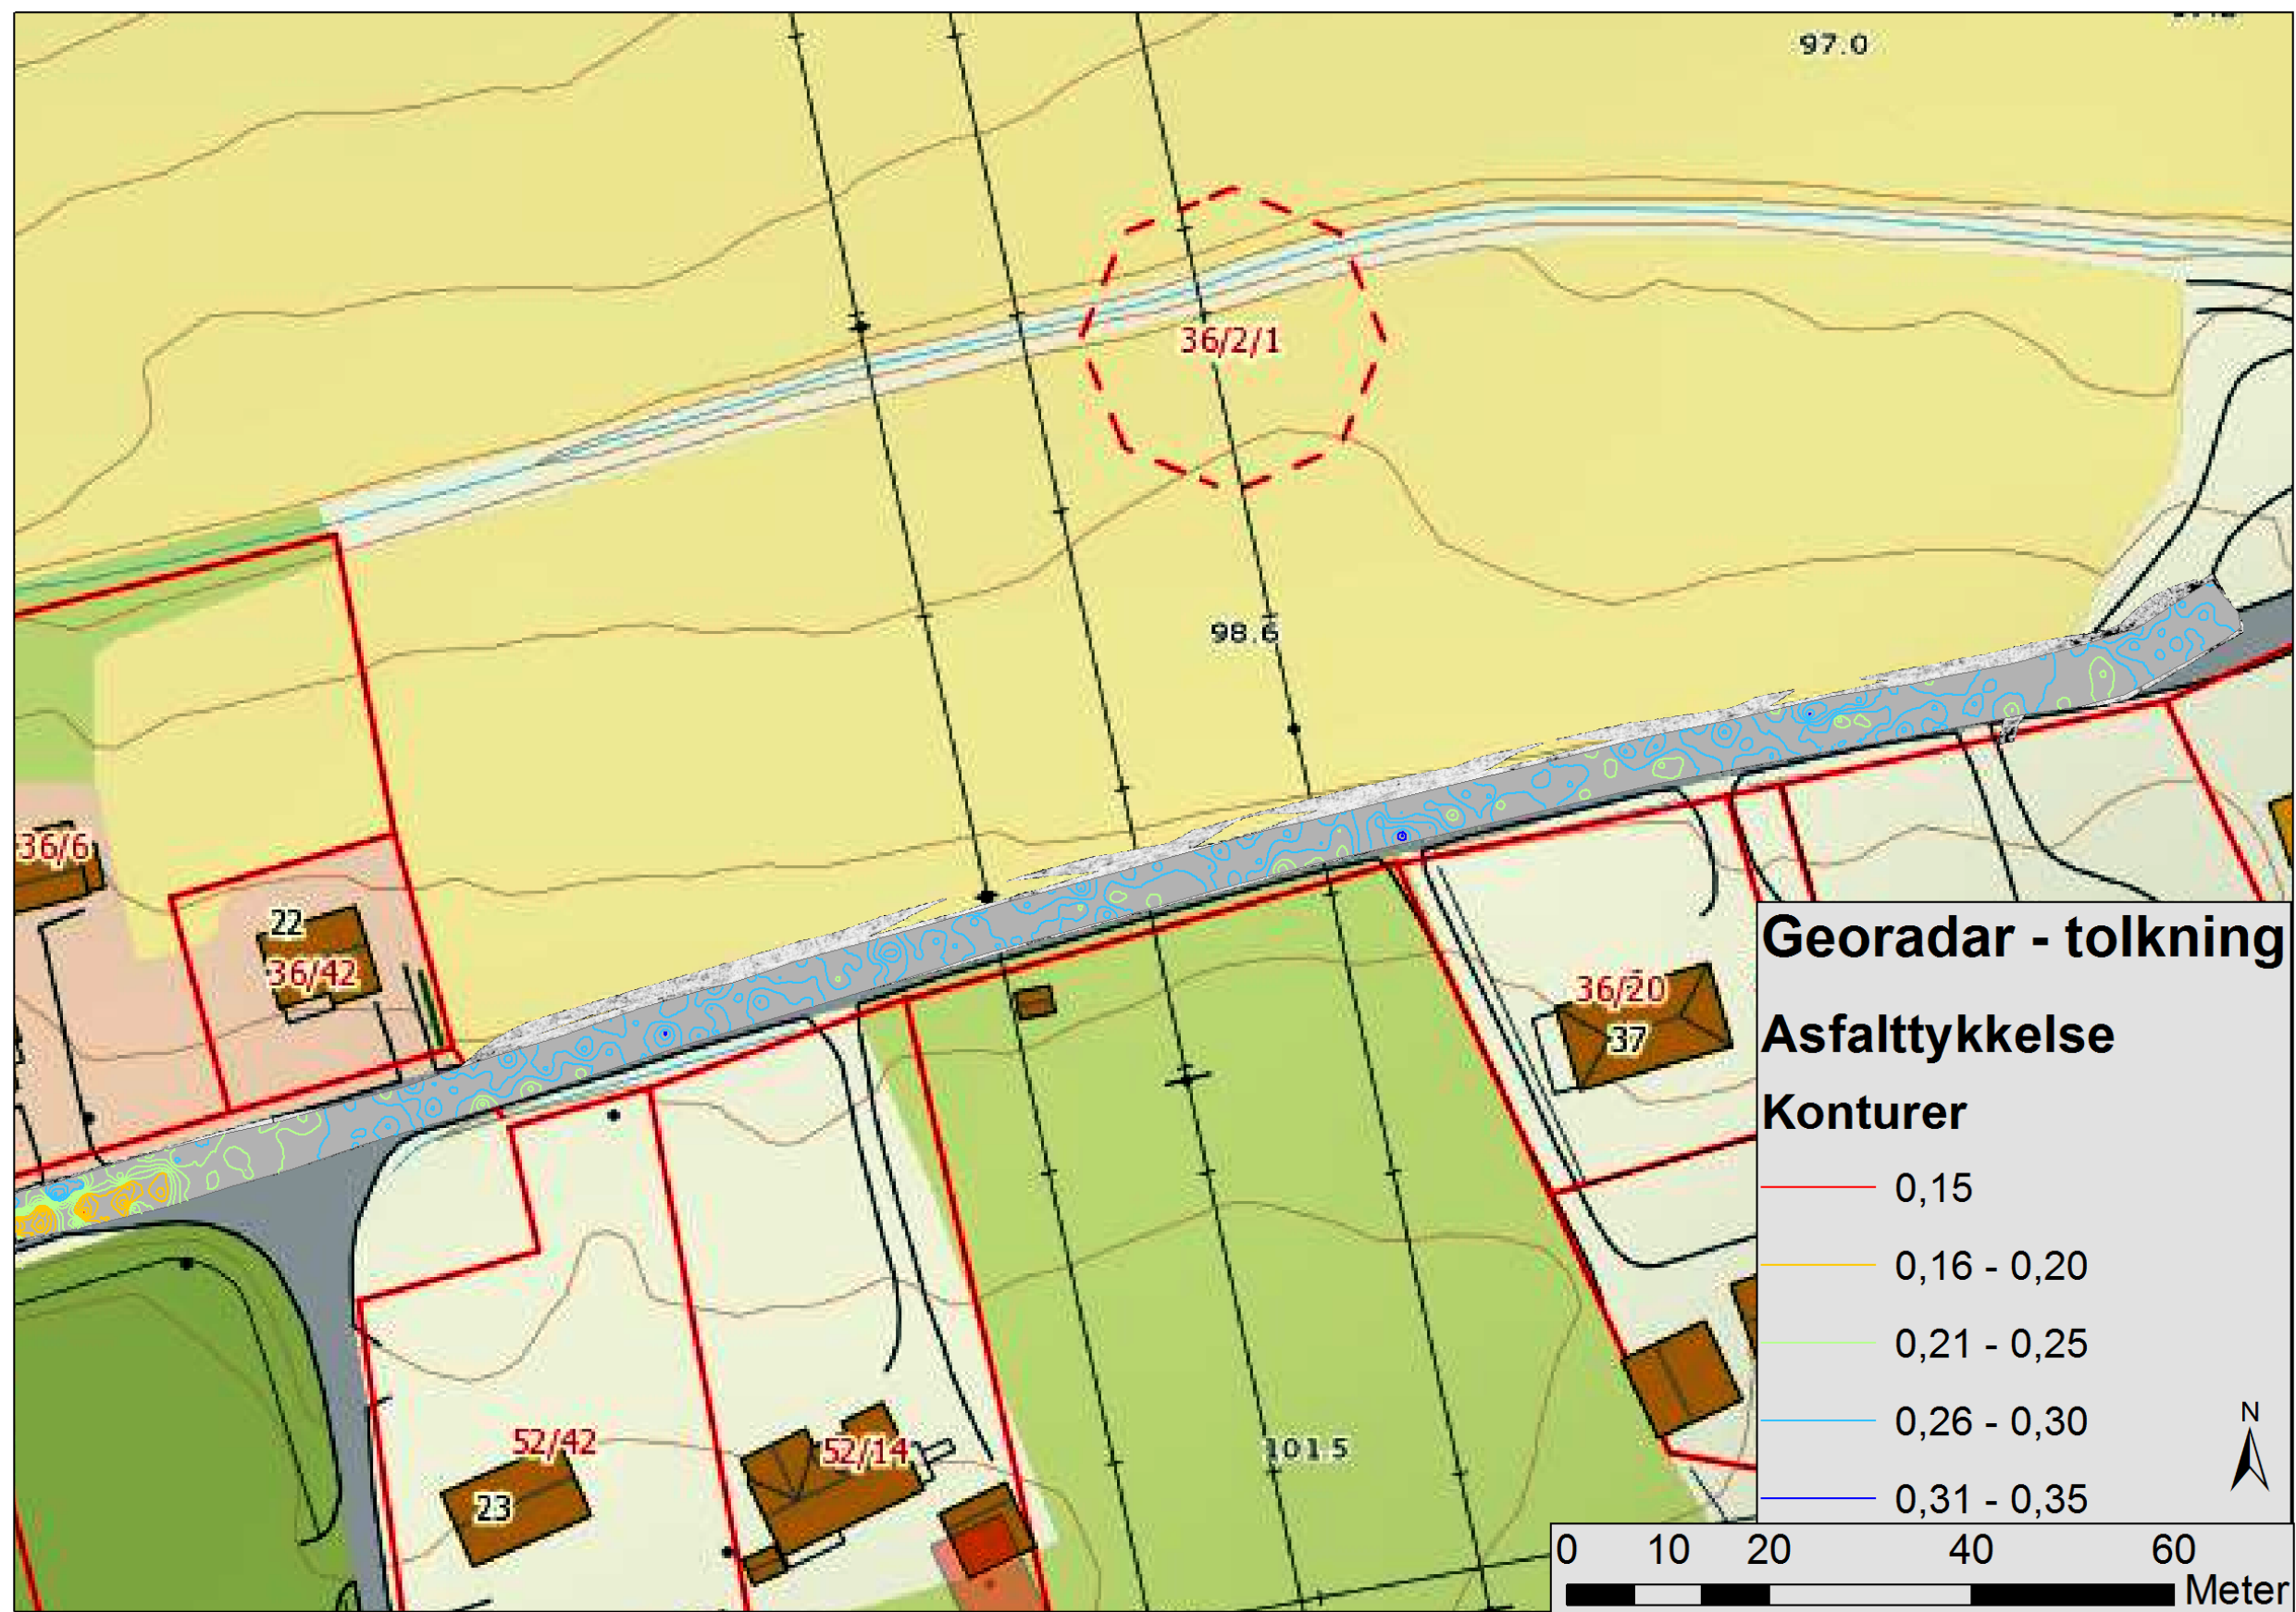 97.0
36/2/1
98.6
36/6
22
36/42
36/20
37
52/42
52/14
23
101.5
Georadar - tolkning
Asfalttykkelse
Konturer
0,15
0,16 - 0,20
0,21 - 0,25
0,26 - 0,30
0,31 - 0,35
N
0 10 20 40 60
Meter